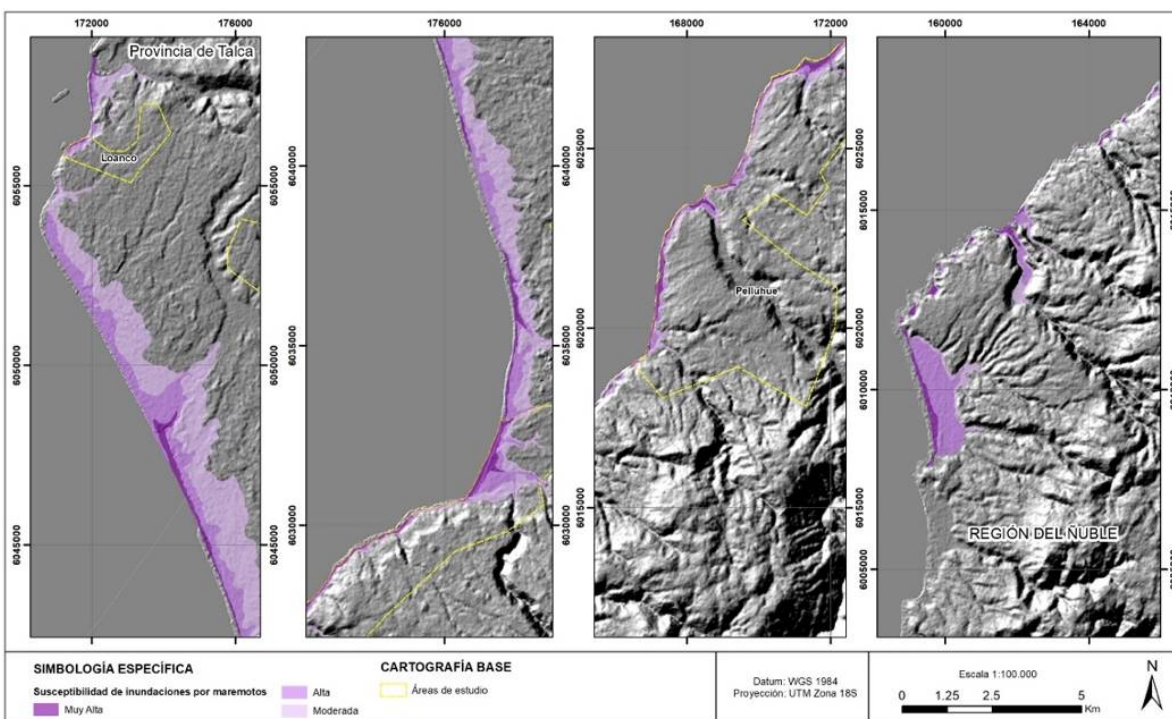 172000 176000 176000 168000 172000 160000 164000
Provincia de Talca
Loanco
6055000 6055000
6050000 6050000
6045000 6045000
6040000 6040000
6035000 6035000
6030000 6030000
Pelluhue
6025000 6025000
6020000 6020000
6015000 6015000
6015000
6010000
REGIÓN DEL ÑUBLE
6005000
SIMBOLOGÍA ESPECÍFICA
Susceptibilidad de inundaciones por maremotos
Muy Alta
Alta
Moderada
CARTOGRAFÍA BASE
Áreas de estudio
Datum: WGS 1984
Proyección: UTM Zona 18S
Escala 1:100.000
0 1,25 2,5 5
Km
N